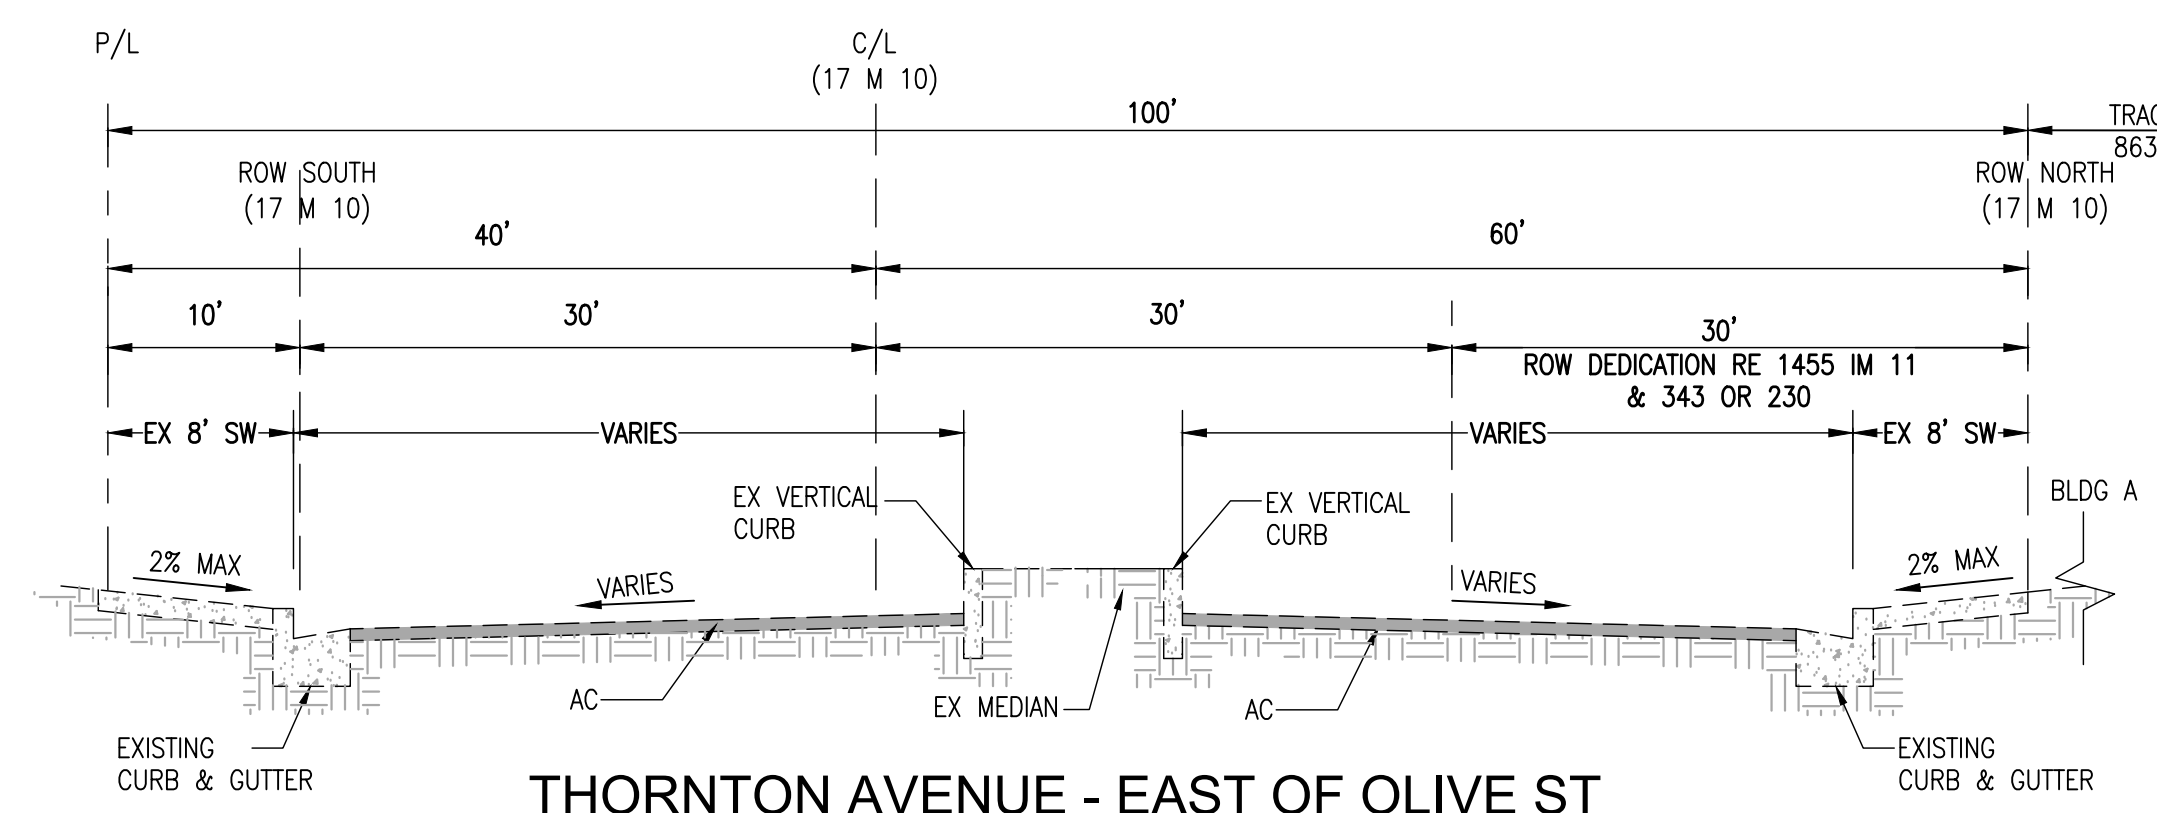 P/L
C/L
(17 M 10)
100'
TRAC
863
ROW SOUTH
(17 M 10)
ROW NORTH
(17 M 10)
40'
60'
10'
30'
30'
30'
ROW DEDICATION RE 1455 IM 11
& 343 OR 230
EX 8' SW
VARIES
VARIES
EX 8' SW
EX VERTICAL
CURB
EX VERTICAL
CURB
BLDG A
2% MAX
VARIES
VARIES
2% MAX
AC
EX MEDIAN
AC
EXISTING
CURB & GUTTER
EXISTING
CURB & GUTTER
THORNTON AVENUE - EAST OF OLIVE ST